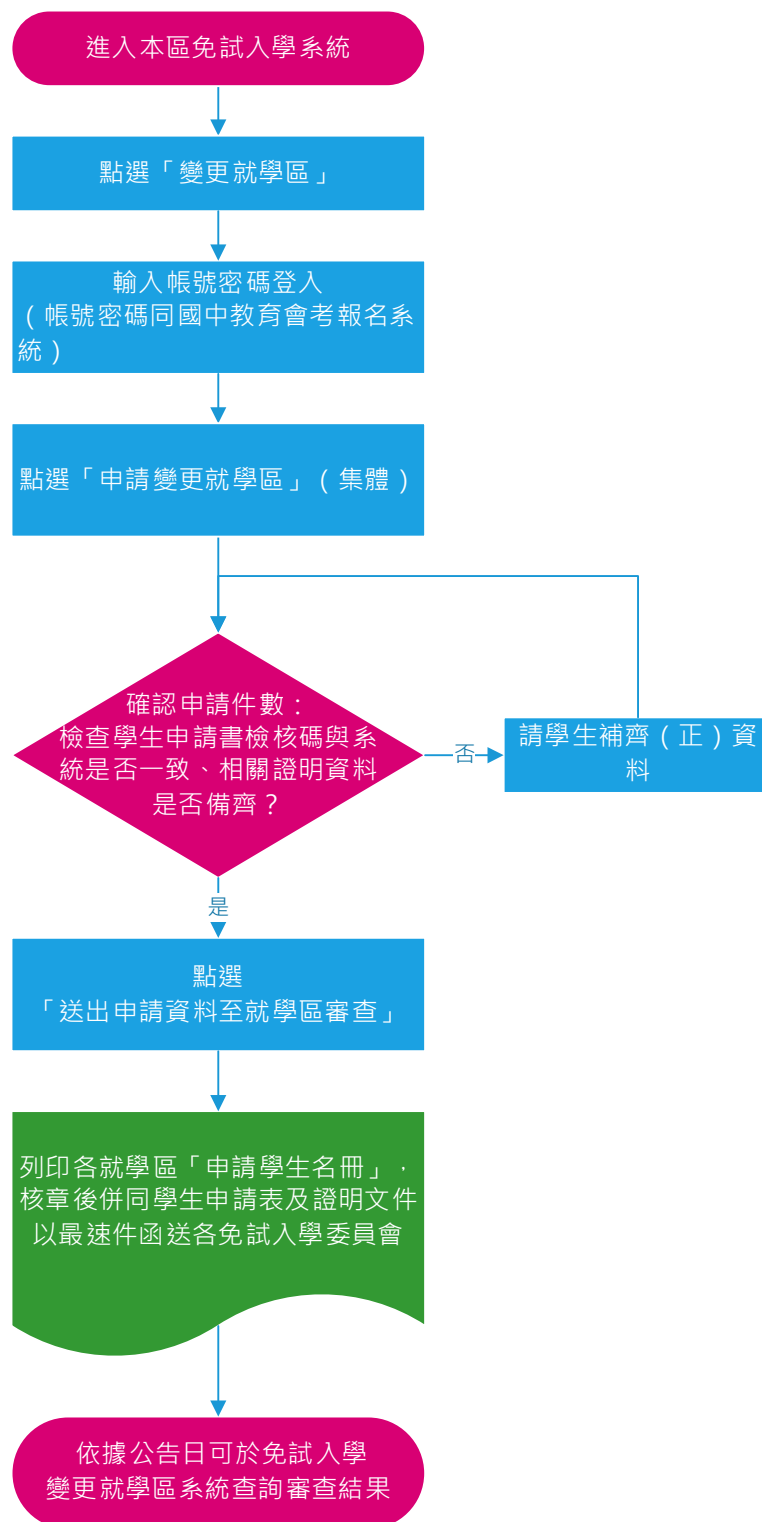 進入本區免試入學系統
點選「變更就學區」
輸入帳號密碼登入
（帳號密碼同國中教育會考報名系
統）
點選「申請變更就學區」（集體）
確認申請件數：
檢查學生申請書檢核碼與系
統是否一致、相關證明資料
是否備齊？
否
請學生補齊（正）資
料
是
點選
「送出申請資料至就學區審查」
列印各就學區「申請學生名冊」，
核章後併同學生申請表及證明文件
以最速件函送各免試入學委員會
依據公告日可於免試入學
變更就學區系統查詢審查結果